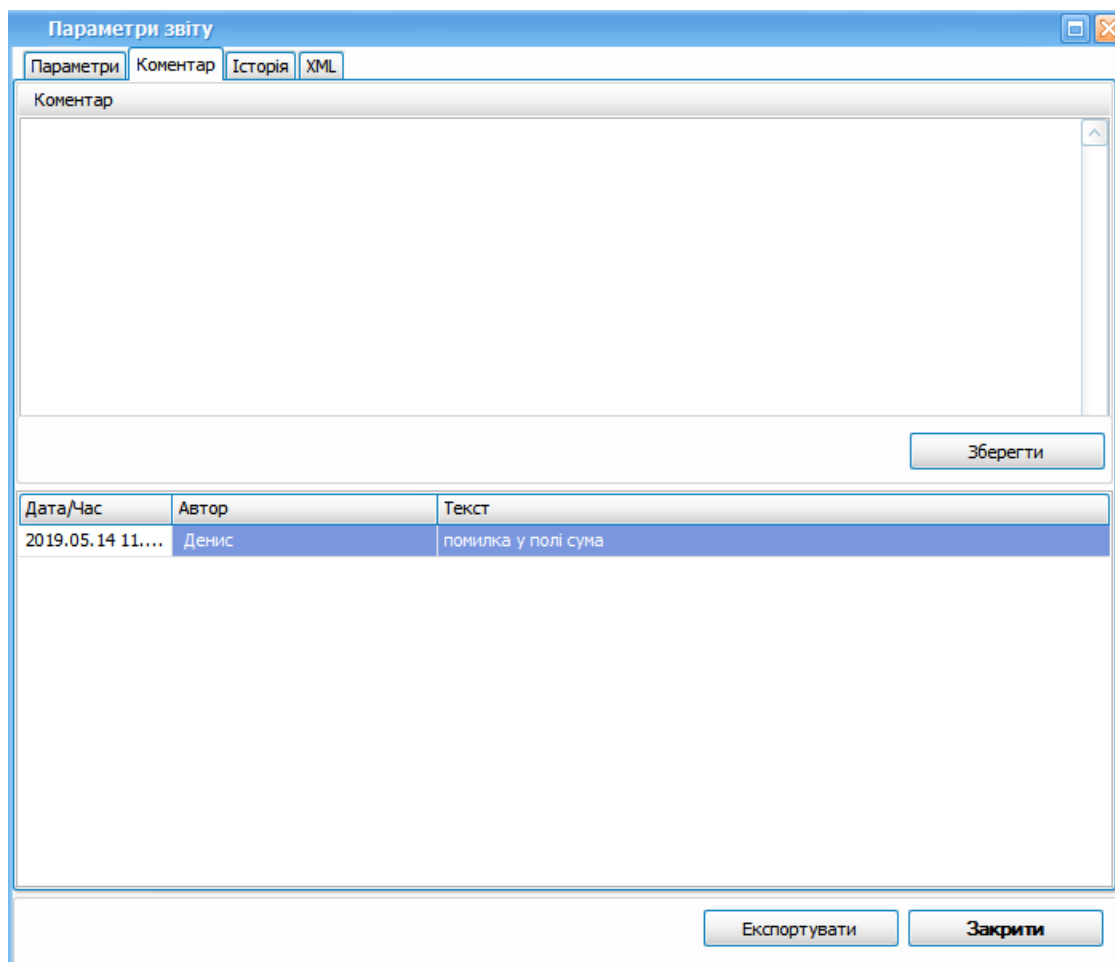 Параметри звіту
Параметри Коментар Історія XML
Коментар
Зберегти
Дата/Час Автор Текст
2019.05.14 11.... Денис помилка у полі сума
Експортувати Закрити